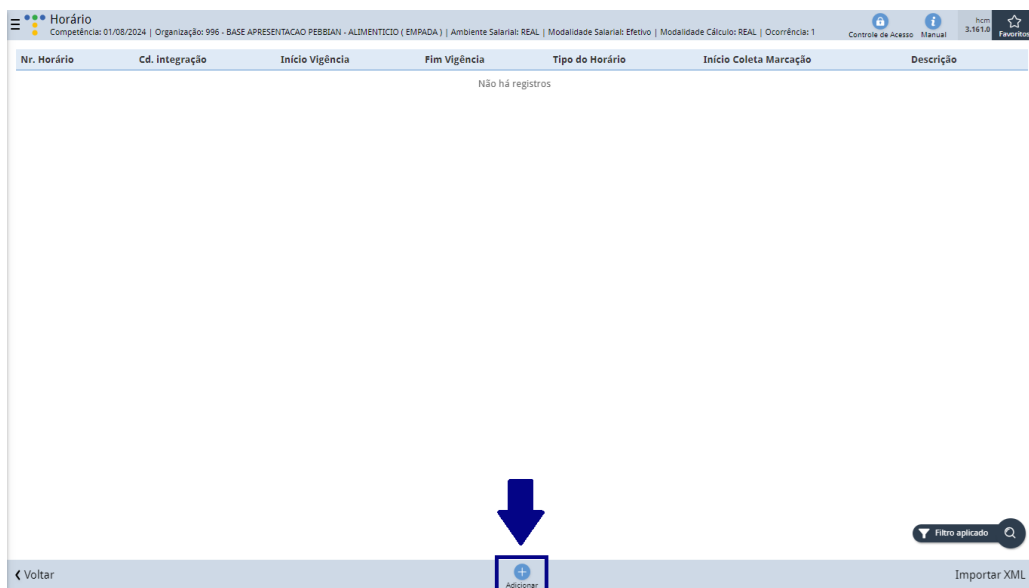 Horário
Competência: 01/08/2024 | Organização: 996 - BASE APRESENTACAO PEBBIAN - ALIMENTICIO ( EMPADA ) | Ambiente Salarial: REAL | Modalidade Salarial: Efetivo | Modalidade Cálculo: REAL | Ocorrência: 1
Controle de Acesso
Manual
hcm
3.161.0
Favoritos
Nr. Horário Cd. integração Início Vigência Fim Vigência Tipo do Horário Início Coleta Marcação Descrição
Não há registros
Filtro aplicado
Voltar
Adicionar
Importar XML